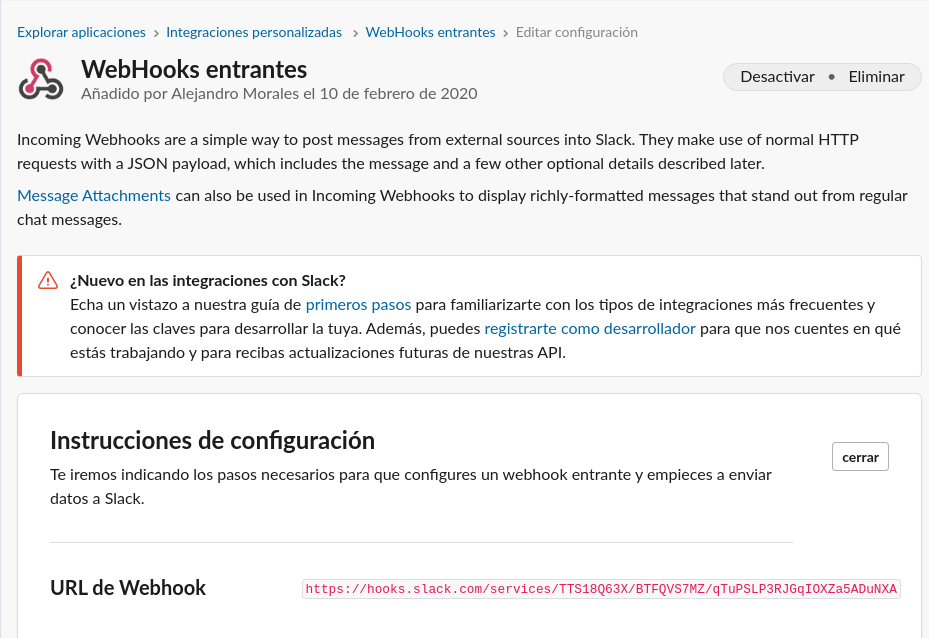 Explorar aplicaciones › Integraciones personalizadas › WebHooks entrantes › Editar configuración
WebHooks entrantes
Añadido por Alejandro Morales el 10 de febrero de 2020
Desactivar • Eliminar
Incoming Webhooks are a simple way to post messages from external sources into Slack. They make use of normal HTTP
requests with a JSON payload, which includes the message and a few other optional details described later.
Message Attachments can also be used in Incoming Webhooks to display richly-formatted messages that stand out from regular
chat messages.
¿Nuevo en las integraciones con Slack?
Echa un vistazo a nuestra guía de primeros pasos para familiarizarte con los tipos de integraciones más frecuentes y
conocer las claves para desarrollar la tuya. Además, puedes registrarte como desarrollador para que nos cuentes en qué
estás trabajando y para recibas actualizaciones futuras de nuestras API.
Instrucciones de configuración
cerrar
Te iremos indicando los pasos necesarios para que configures un webhook entrante y empieces a enviar
datos a Slack.
URL de Webhook
https://hooks.slack.com/services/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